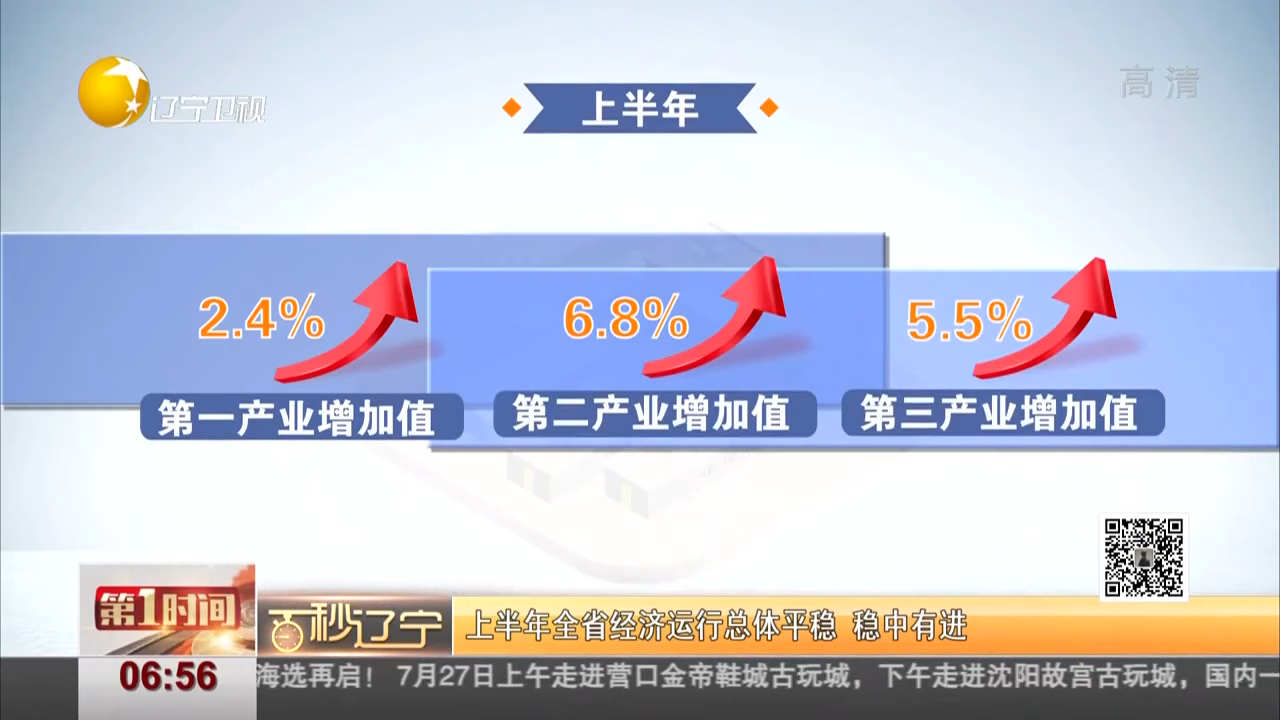 辽宁卫视
高清
上半年
2.4%
6.8%
5.5%
第一产业增加值
第二产业增加值
第三产业增加值
第1时间
百秒辽宁
上半年全省经济运行总体平稳 稳中有进
06:56
海选再启！ 7月27日上午走进营口金帝鞋城古玩城，下午走进沈阳故宫古玩城，国内一